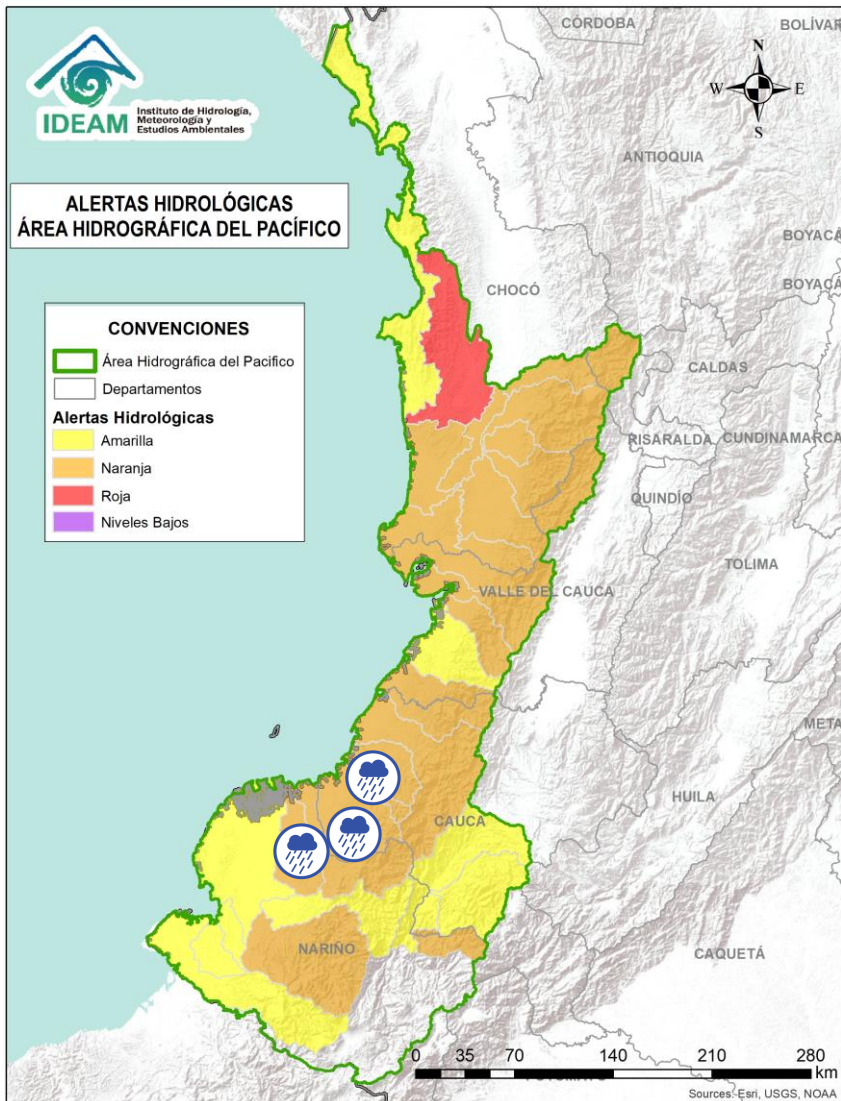 CÓRDOBA
BOLÍVAR
IDEAM
Instituto de Hidrología,
Meteorología y
Estudios Ambientales
N
W
E
S
ANTIOQUIA
ALERTAS HIDROLÓGICAS
ÁREA HIDROGRÁFICA DEL PACÍFICO
BOYACÁ
BOYACÁ
CHOCÓ
CONVENCIONES
Área Hidrográfica del Pacifico
Departamentos
Alertas Hidrológicas
Amarilla
Naranja
Roja
Niveles Bajos
CALDAS
RISARALDA
CUNDINAMARCA
QUINDÍO
TOLIMA
VALLE DEL CAUCA
META
HUILA
CAUCA
NARIÑO
CAQUETÁ
0 35 70 140 210 280
km
Sources: Esri, USGS, NOAA